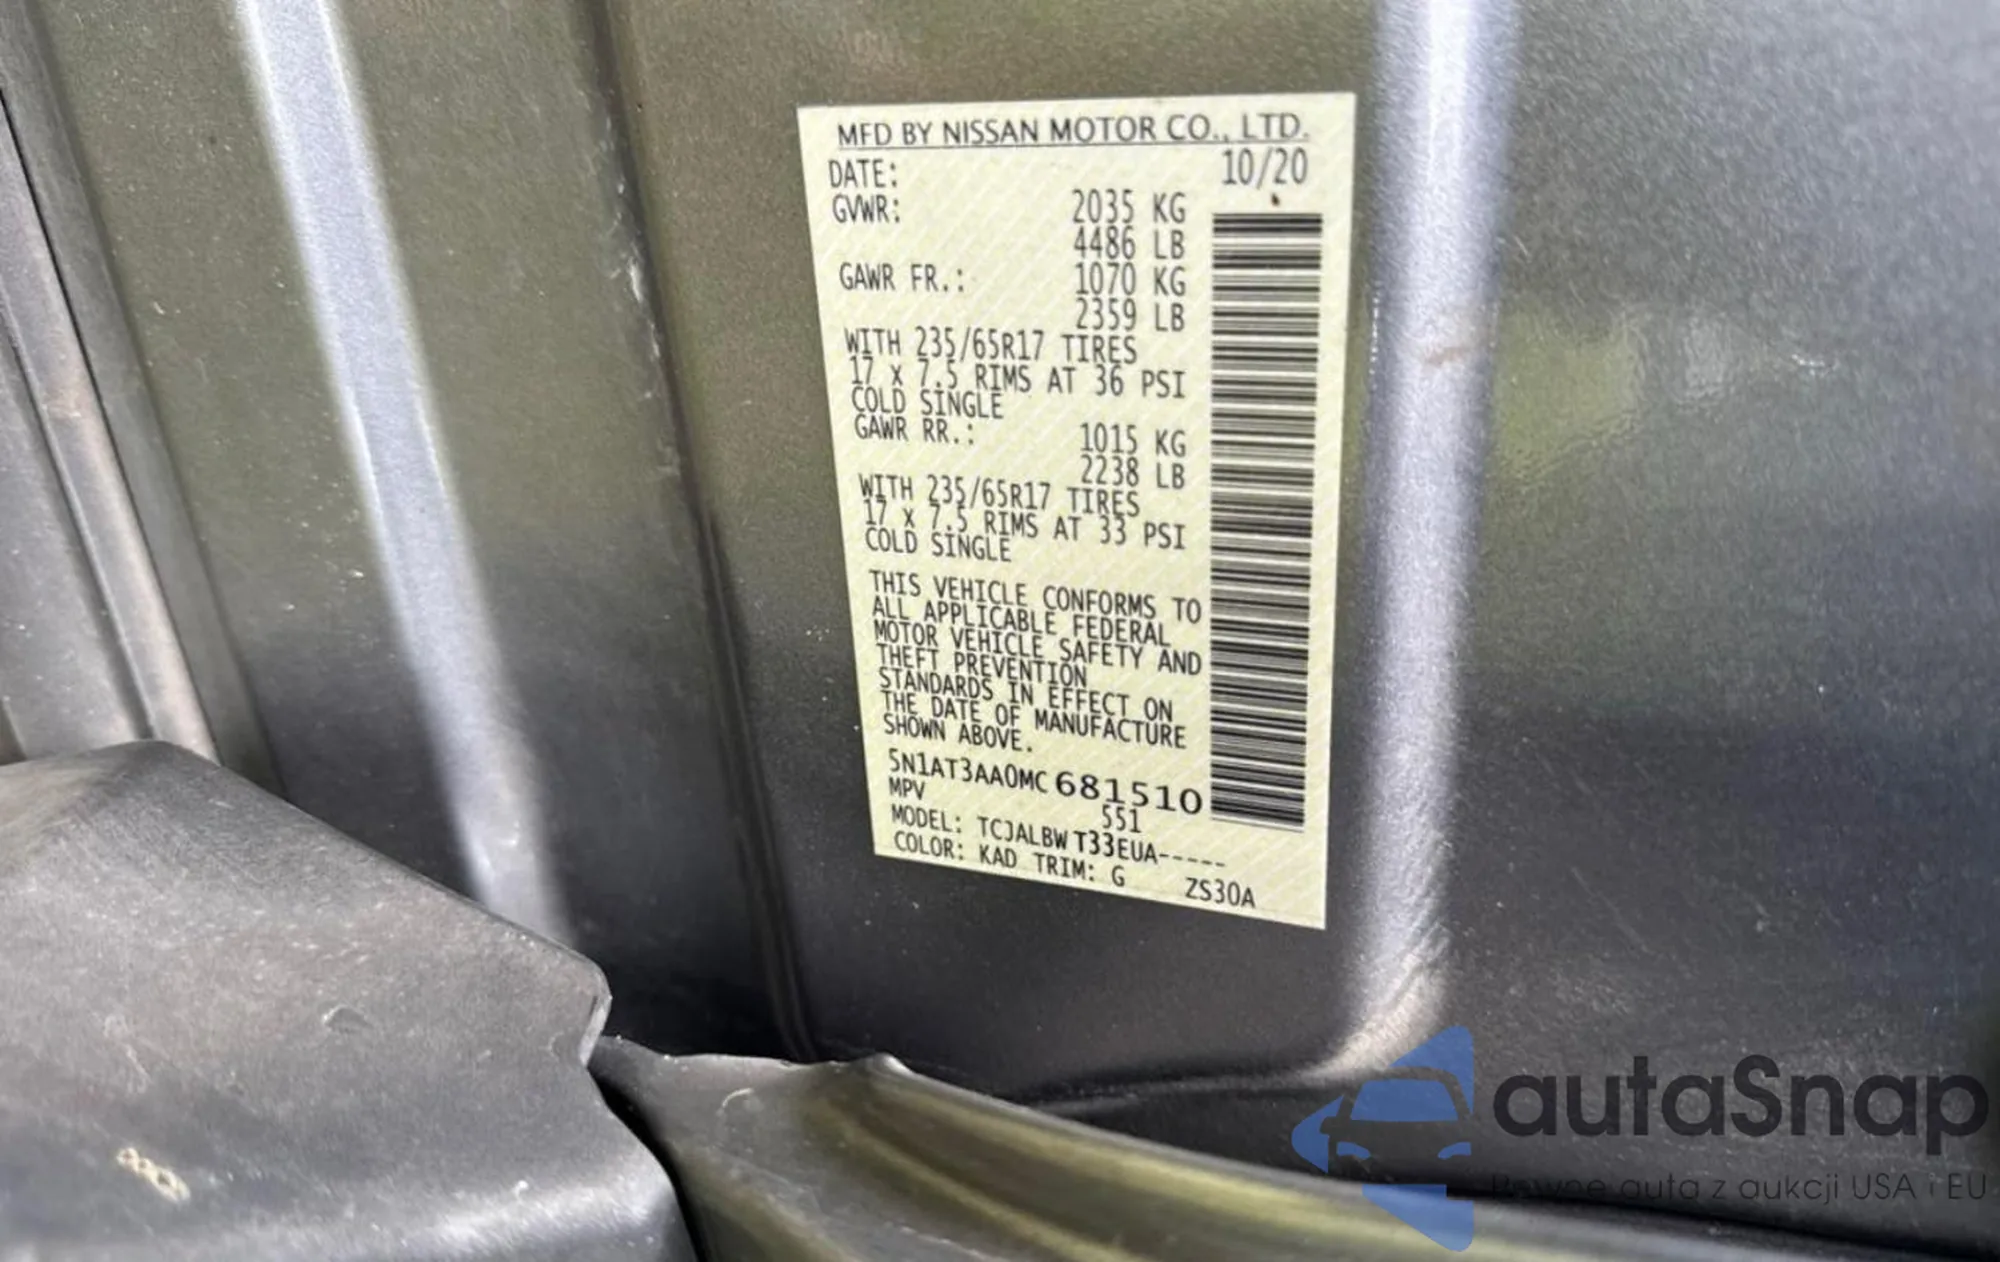 MFD BY NISSAN MOTOR CO., LTD.
DATE: 10/20
GVWR: 2035 KG
4486 LB
GAWR FR.: 1070 KG
2359 LB
WITH 235/65R17 TIRES
17 X 7.5 RIMS AT 36 PSI
COLD SINGLE
GAWR RR.: 1015 KG
2238 LB
WITH 235/65R17 TIRES
17 X 7.5 RIMS AT 33 PSI
COLD SINGLE
THIS VEHICLE CONFORMS TO
ALL APPLICABLE FEDERAL
MOTOR VEHICLE SAFETY AND
THEFT PREVENTION
STANDARDS IN EFFECT ON
THE DATE OF MANUFACTURE
SHOWN ABOVE.
5N1AT3AA0MC 681510
MPV 551
MODEL: TCJALBW T33EUA-----
COLOR: KAD TRIM: G ZS30A
autaSnap
Pewne auta z aukcji USA i EU